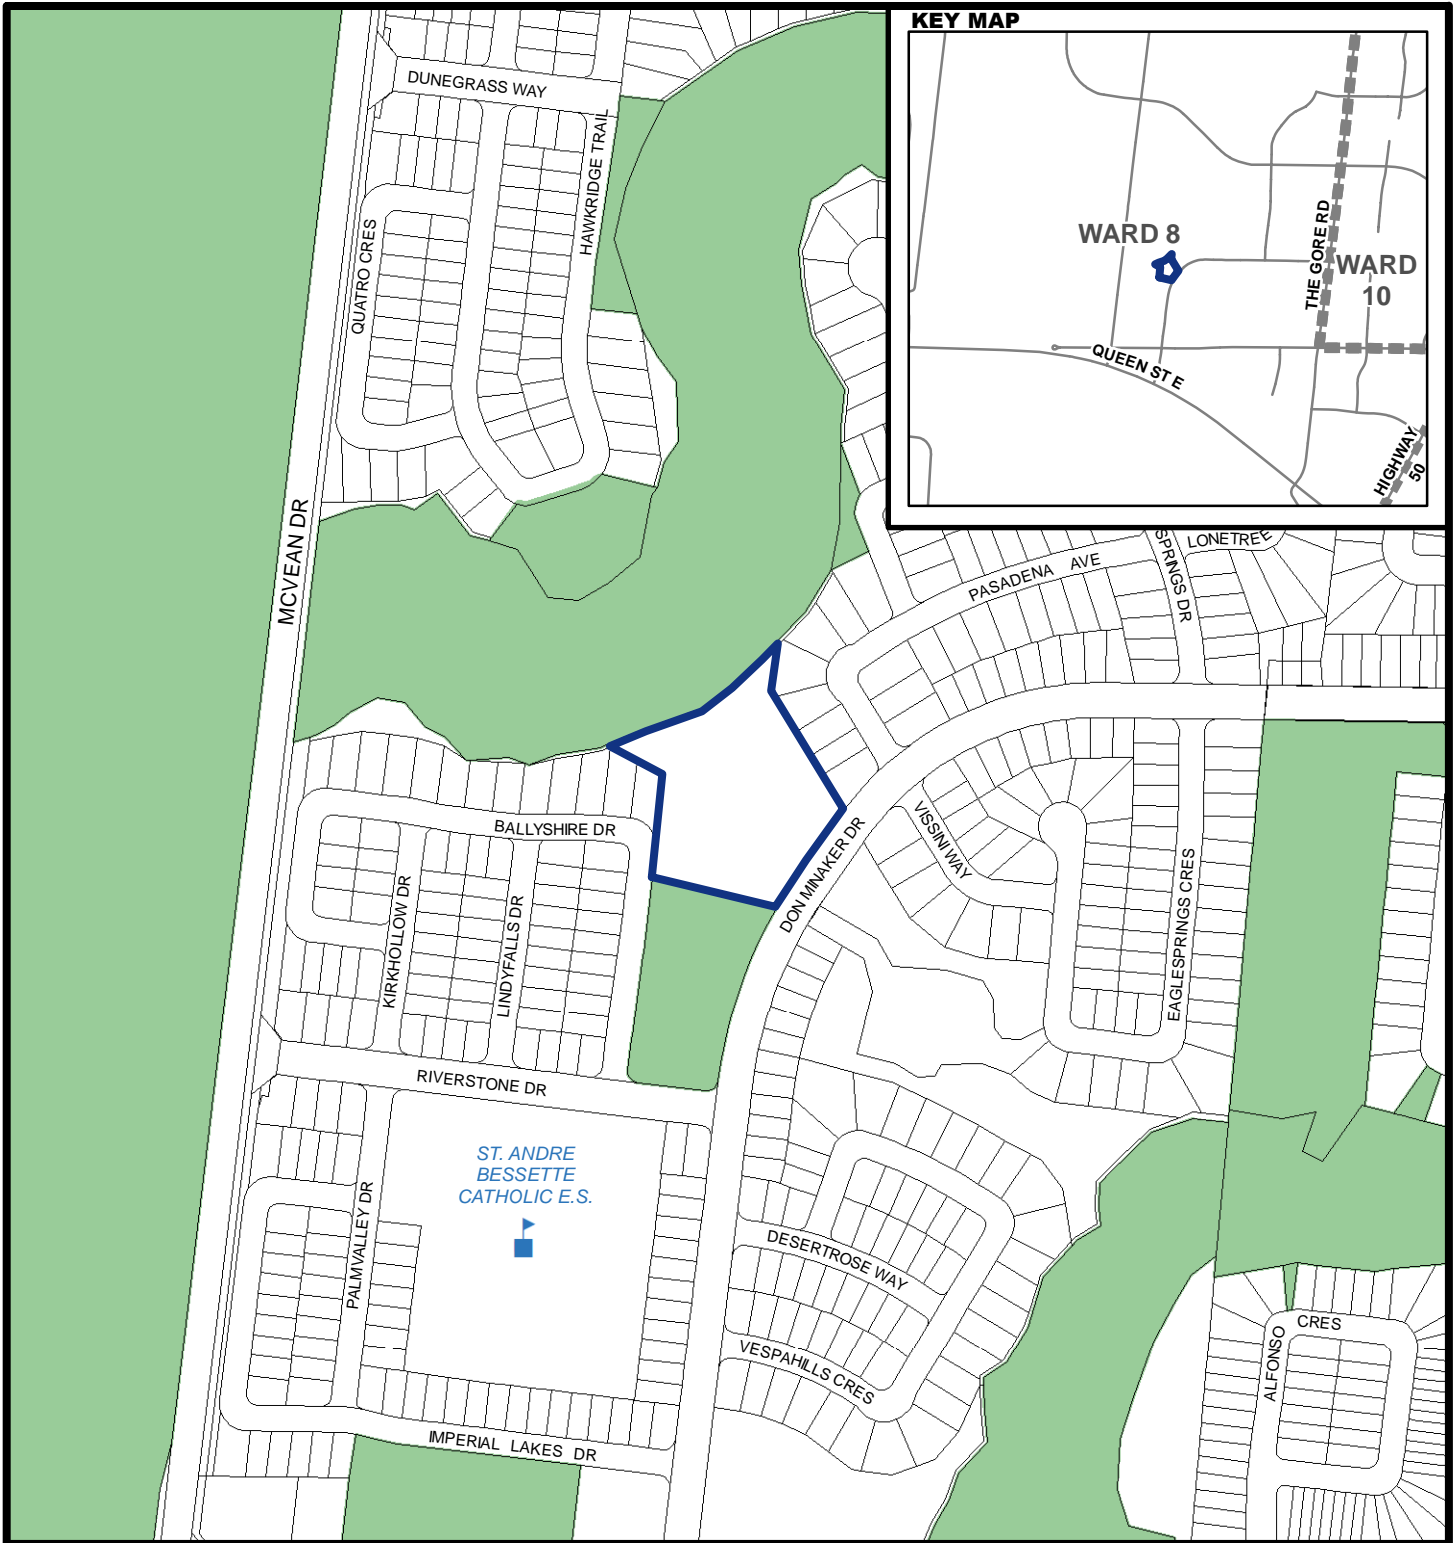 KEY MAP
WARD 8
THE GORE RD
WARD
10
QUEEN ST E
HIGHWAY
50
DUNEGRASS WAY
HAWKRIDGE TRAIL
QUATRO CRES
MCVEAN DR
PASADENA AVE
SPRINGS DR
LONETREE
BALLYSHIRE DR
KIRKHOLLOW DR
LINDYFALLS DR
DON MINAKER DR
VISSINI WAY
EAGLESPRINGS CRES
RIVERSTONE DR
ST. ANDRE
BESSETTE
CATHOLIC E.S.
PALMVALLEY DR
DESERTROSE WAY
VESPAHILLS CRES
IMPERIAL LAKES DR
ALFONSO
CRES